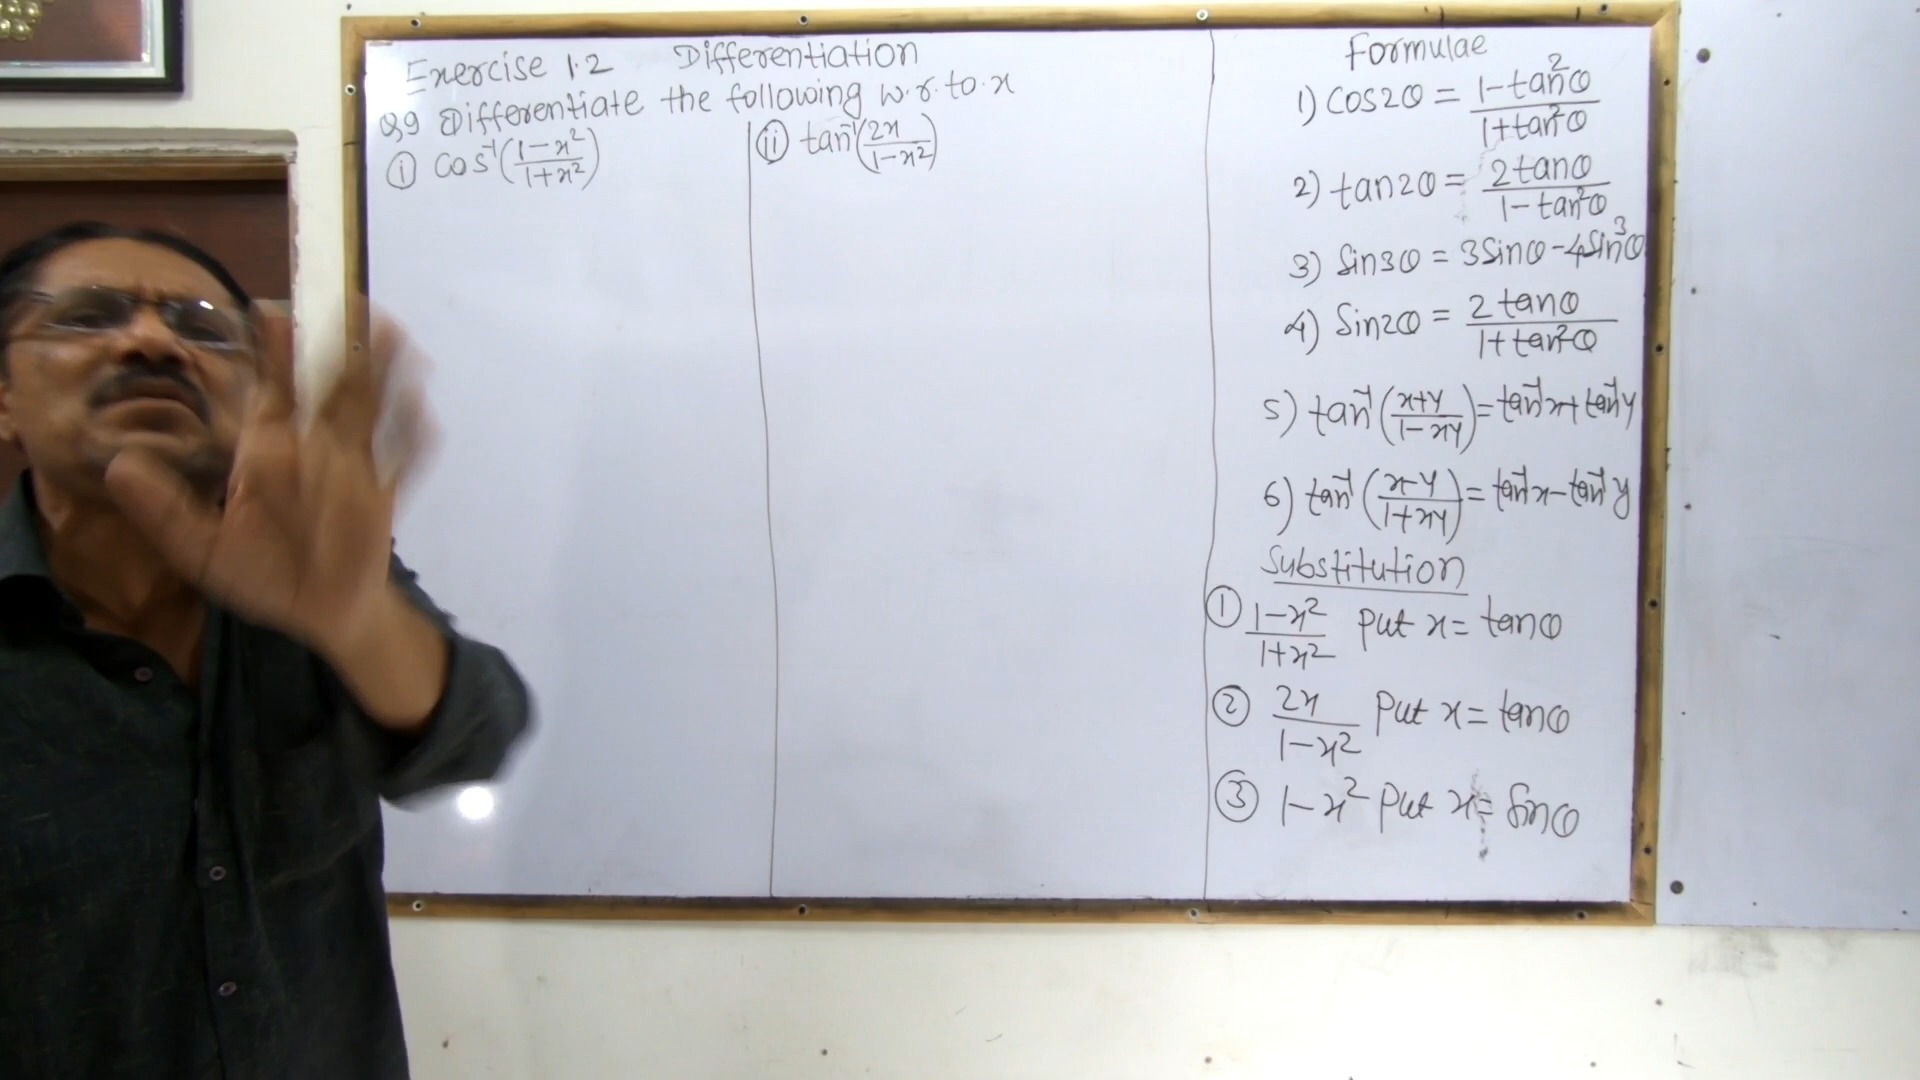 Exercise 1.2 Differentiation
Q9 Differentiate the following w.r.to.x
(i) cos⁻¹((1-x²)/(1+x²))
(ii) tan⁻¹(2x/(1-x²))
Formulae
1) cos2θ = (1-tan²θ)/(1+tan²θ)
2) tan2θ = 2tanθ/(1-tan²θ)
3) Sin3θ = 3Sinθ-4Sin³θ
4) Sin2θ = 2tanθ/(1+tan²θ)
5) tan⁻¹((x+y)/(1-xy)) = tan⁻¹x+tan⁻¹y
6) tan⁻¹((x-y)/(1+xy)) = tan⁻¹x-tan⁻¹y
Substitution
① (1-x²)/(1+x²) Put x = tanθ
② 2x/(1-x²) Put x = tanθ
③ 1-x² Put x = Sinθ